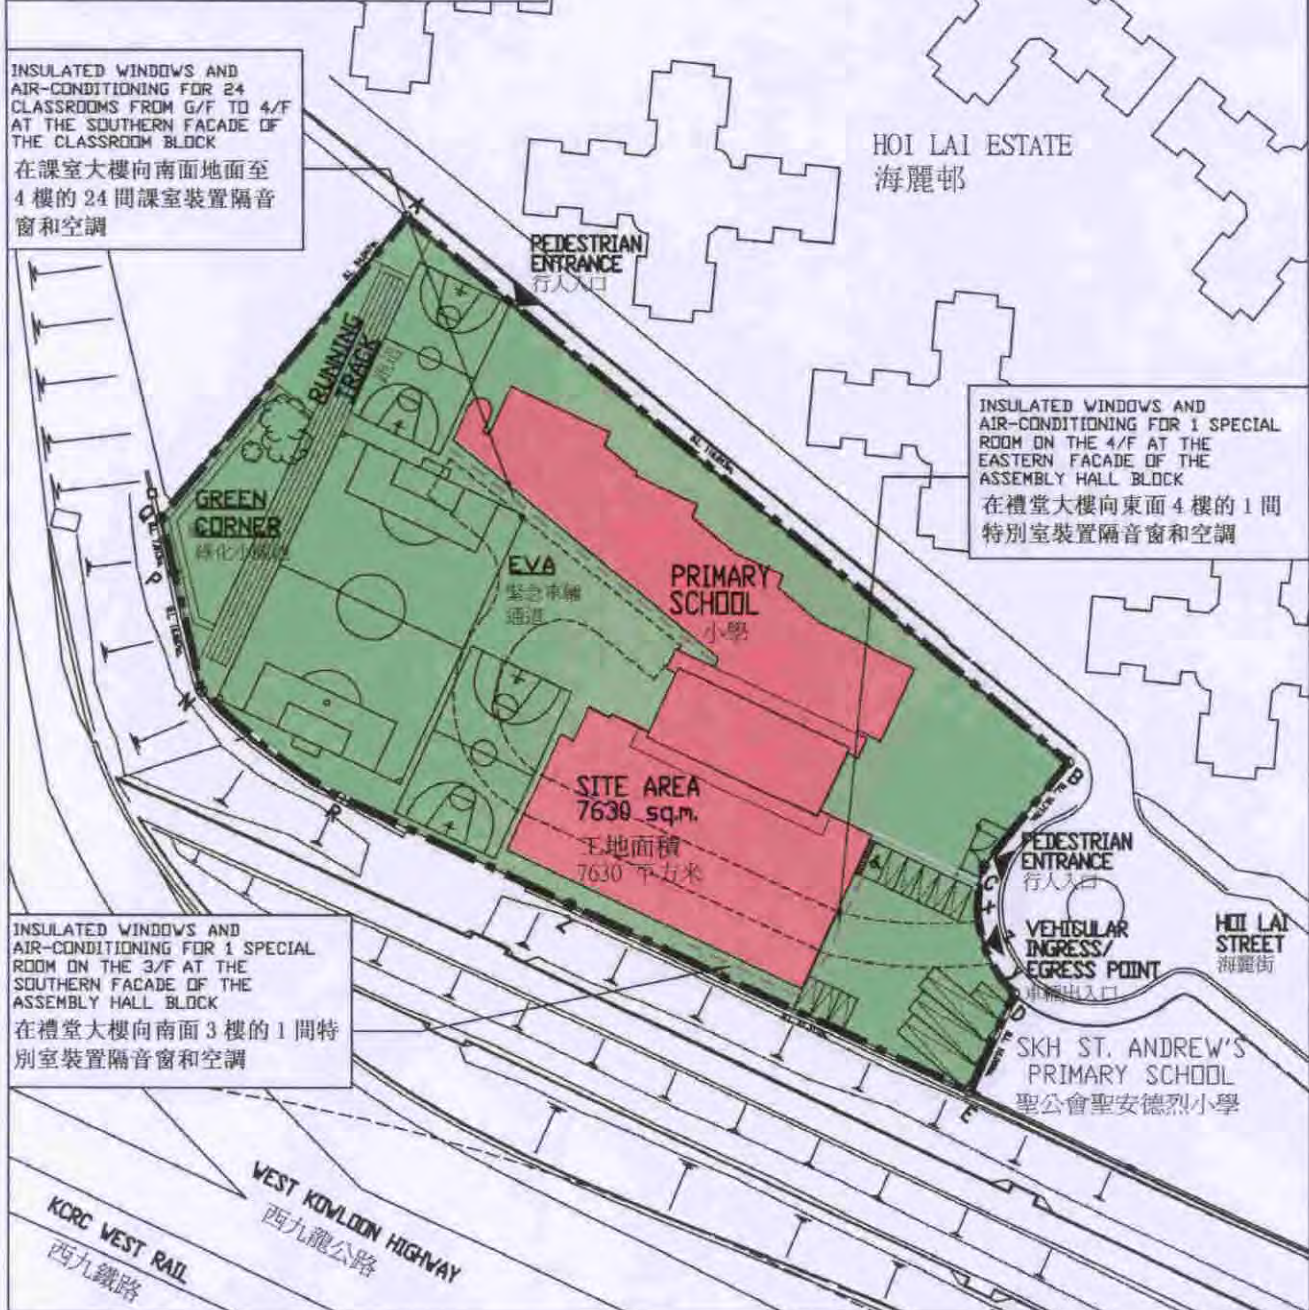 INSULATED WINDOWS AND
AIR-CONDITIONING FOR 24
CLASSROOMS FROM G/F TO 4/F
AT THE SOUTHERN FACADE OF
THE CLASSROOM BLOCK
在課室大樓向南面地面至
4 樓的 24 間課室裝置隔音
窗和空調
HOI LAI ESTATE
海麗邨
A
PEDESTRIAN
ENTRANCE
行人入口
RUNNING
TRACK
跑道
INSULATED WINDOWS AND
AIR-CONDITIONING FOR 1 SPECIAL
ROOM ON THE 4/F AT THE
EASTERN FACADE OF THE
ASSEMBLY HALL BLOCK
在禮堂大樓向東面 4 樓的 1 間
特別室裝置隔音窗和空調
GREEN
CORNER
EVA
緊急車輛
通道
PRIMARY
SCHOOL
小學
P
N
R
SITE AREA
7630 sq.m.
地面積
7630 平方米
B
PEDESTRIAN
ENTRANCE
行人入口
C
VEHICULAR
INGRESS/
EGRESS POINT
車輛出入口
HOI LAI
STREET
海麗街
D
INSULATED WINDOWS AND
AIR-CONDITIONING FOR 1 SPECIAL
ROOM ON THE 3/F AT THE
SOUTHERN FACADE OF THE
ASSEMBLY HALL BLOCK
在禮堂大樓向南面 3 樓的 1 間特
別室裝置隔音窗和空調
SKH ST. ANDREW'S
PRIMARY SCHOOL
聖公會聖安德烈小學
E
WEST KOWLOON HIGHWAY
西九龍公路
KCRC WEST RAIL
西九鐵路